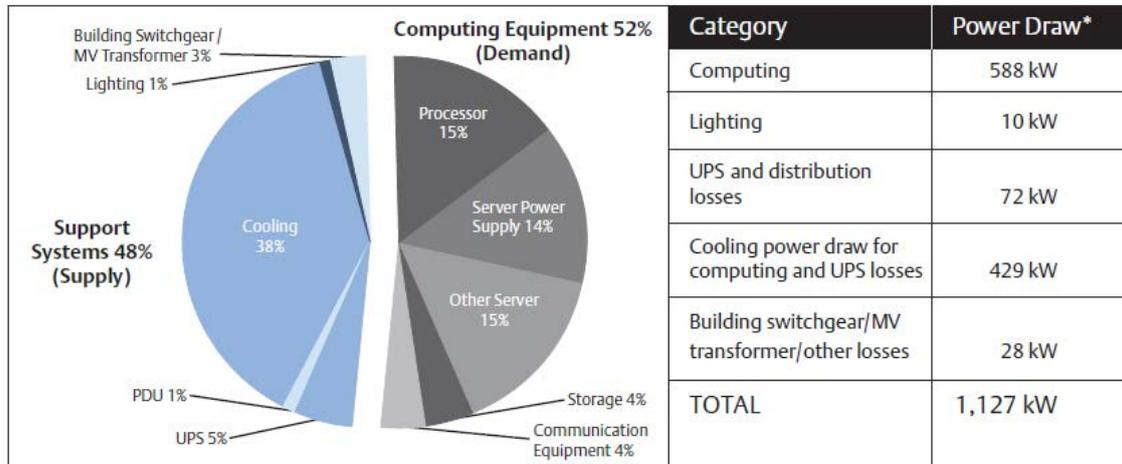 Building Switchgear /
MV Transformer 3%
Lighting 1%
Computing Equipment 52%
(Demand)
Processor
15%
Server Power
Supply 14%
Other Server
15%
Storage 4%
Communication
Equipment 4%
Cooling
38%
Support
Systems 48%
(Supply)
PDU 1%
UPS 5%
Category Power Draw*
Computing 588 kW
Lighting 10 kW
UPS and distribution
losses 72 kW
Cooling power draw for
computing and UPS losses 429 kW
Building switchgear/MV
transformer/other losses 28 kW
TOTAL 1,127 kW